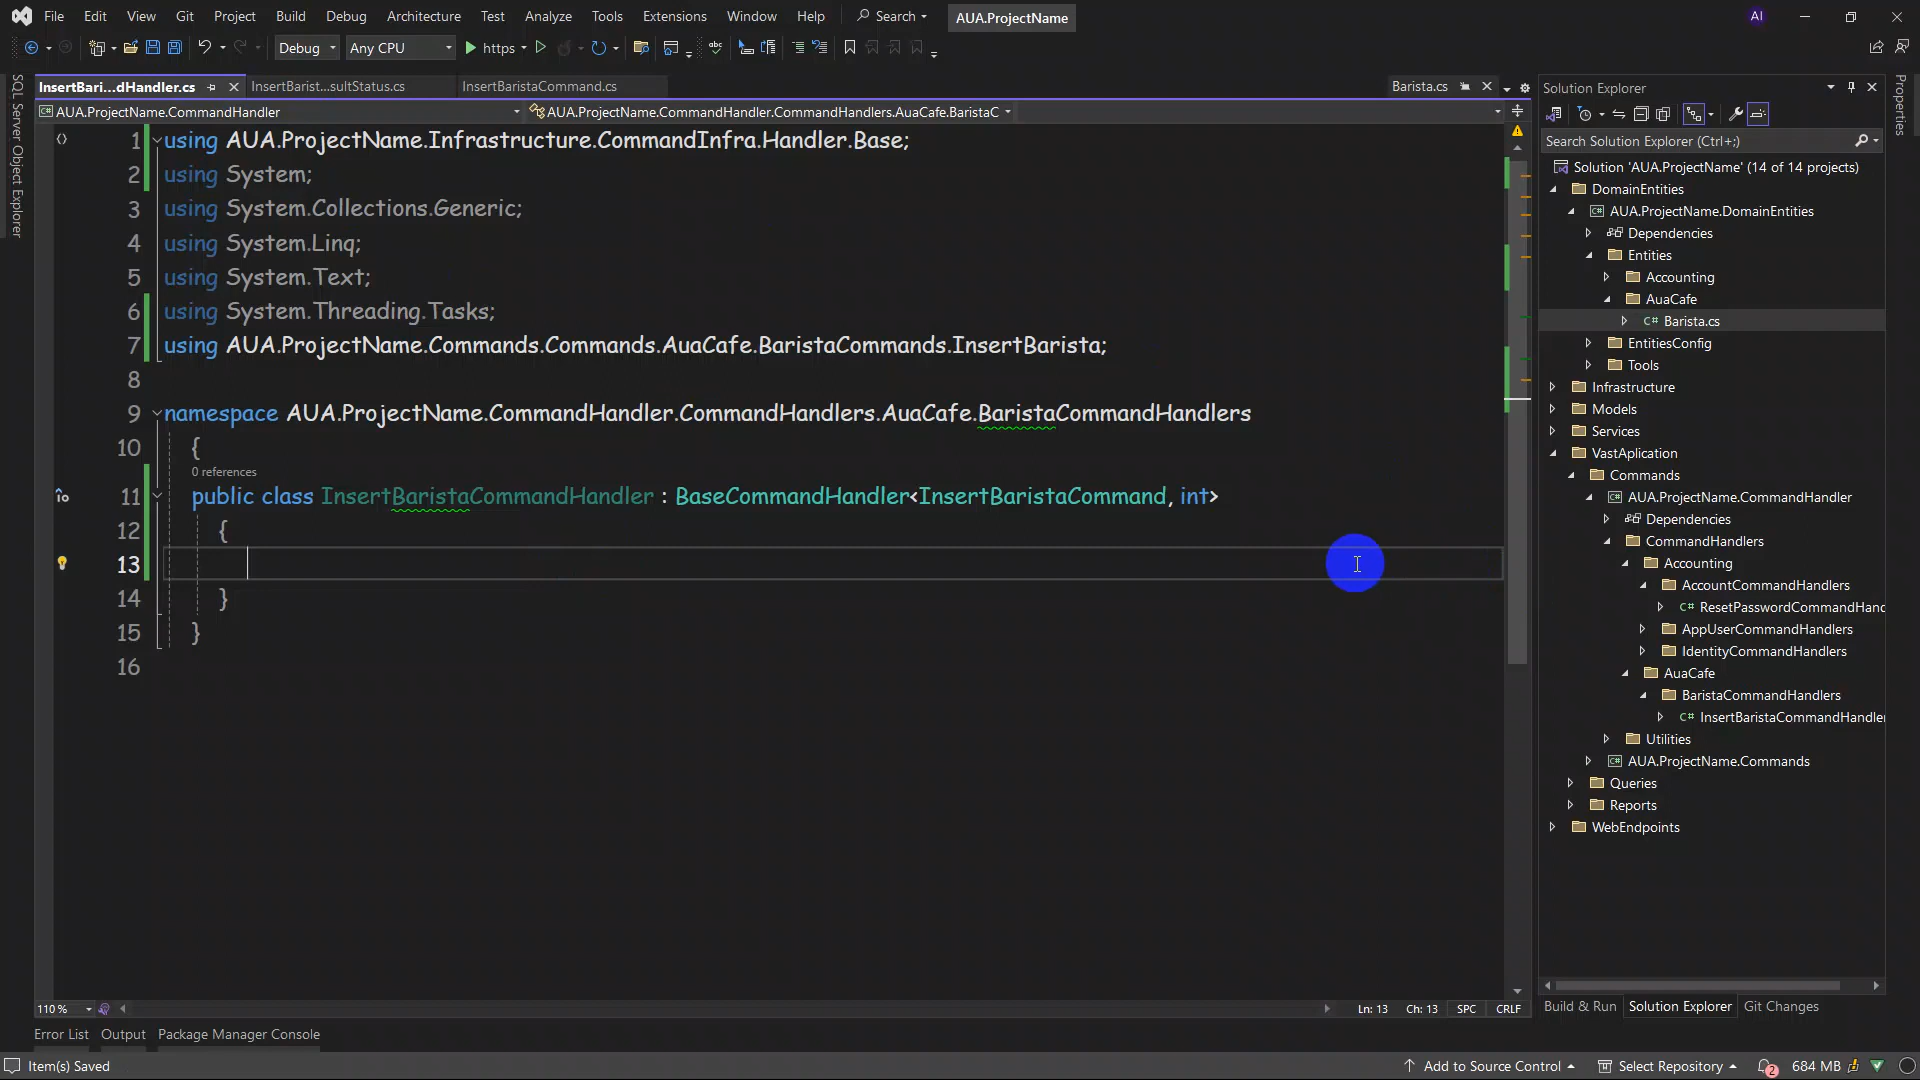 File Edit View Git Project Build Debug Architecture Test Analyze Tools Extensions Window Help Search AUA.ProjectName AI
Debug Any CPU https
SQL Server Object Explorer
InsertBari...dHandler.cs InsertBarist...sultStatus.cs InsertBaristaCommand.cs Barista.cs
AUA.ProjectName.CommandHandler AUA.ProjectName.CommandHandler.CommandHandlers.AuaCafe.BaristaC
1 using AUA.ProjectName.Infrastructure.CommandInfra.Handler.Base;
2 using System;
3 using System.Collections.Generic;
4 using System.Linq;
5 using System.Text;
6 using System.Threading.Tasks;
7 using AUA.ProjectName.Commands.Commands.AuaCafe.BaristaCommands.InsertBarista;
8
9 namespace AUA.ProjectName.CommandHandler.CommandHandlers.AuaCafe.BaristaCommandHandlers
10 {
0 references
11 public class InsertBaristaCommandHandler : BaseCommandHandler<InsertBaristaCommand, int>
12 {
13
14 }
15 }
16
110 % Ln: 13 Ch: 13 SPC CRLF
Solution Explorer
Search Solution Explorer (Ctrl+;)
Solution 'AUA.ProjectName' (14 of 14 projects)
DomainEntities
C# AUA.ProjectName.DomainEntities
Dependencies
Entities
Accounting
AuaCafe
C# Barista.cs
EntitiesConfig
Tools
Infrastructure
Models
Services
VastAplication
Commands
C# AUA.ProjectName.CommandHandler
Dependencies
CommandHandlers
Accounting
AccountCommandHandlers
C# ResetPasswordCommandHand
AppUserCommandHandlers
IdentityCommandHandlers
AuaCafe
BaristaCommandHandlers
C# InsertBaristaCommandHandler
Utilities
C# AUA.ProjectName.Commands
Queries
Reports
WebEndpoints
Build & Run Solution Explorer Git Changes
Properties
Error List Output Package Manager Console
Item(s) Saved Add to Source Control Select Repository 2 684 MB